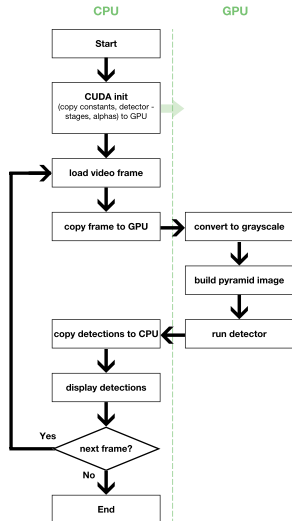 CPU
GPU
Start
CUDA init
(copy constants, detector -
stages, alphas) to GPU
load video frame
copy frame to GPU
convert to grayscale
build pyramid image
copy detections to CPU
run detector
display detections
Yes
next frame?
No
End